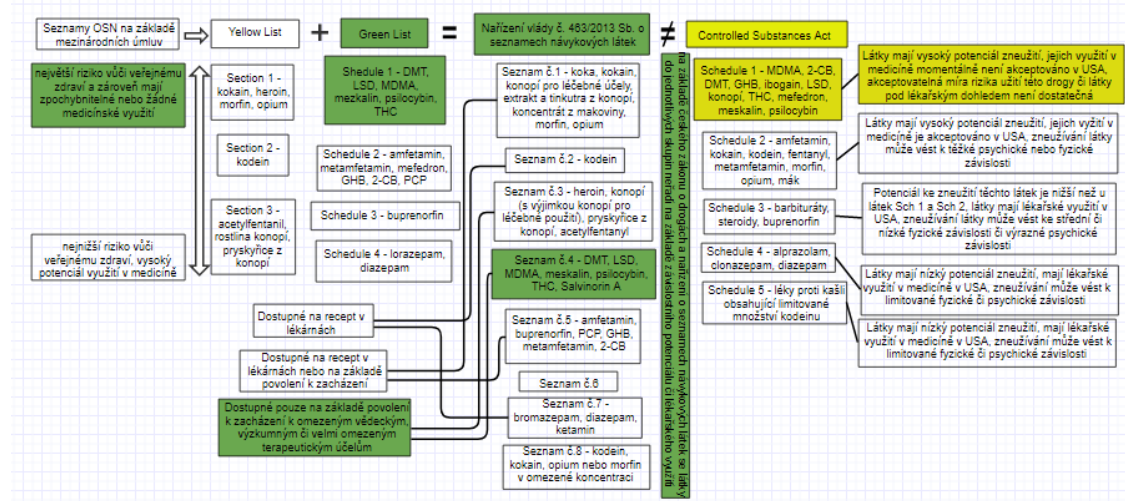 Seznamy OSN na základě
mezinárodních úmluv
Yellow List
+
Green List
=
Nařízení vlády č. 463/2013 Sb. o
seznamech návykových látek
≠
Controlled Substances Act
největší riziko vůči veřejnému
zdraví a zároveň mají
zpochybnitelné nebo žádné
medicínské využití
nejnižší riziko vůči
veřejnému zdraví, vysoký
potenciál využití v medicíně
Section 1 -
kokain, heroin,
morfin, opium
Section 2 -
kodein
Section 3 -
acetylfentanil,
rostlina konopí,
pryskyřice z
konopí
Shedule 1 - DMT,
LSD, MDMA,
mezkalin, psilocybin,
THC
Schedule 2 - amfetamin,
metamfetamin, mefedron,
GHB, 2-CB, PCP
Schedule 3 - buprenorfin
Schedule 4 - lorazepam,
diazepam
Dostupné na recept v
lékárnách
Dostupné na recept v
lékárnách nebo na základě
povolení k zacházení
Dostupné pouze na základě povolení
k zacházení k omezeným vědeckým,
výzkumným či velmi omezeným
terapeutickým účelům
Seznam č.1 - koka, kokain,
konopí pro léčebné účely,
extrakt a tinkutra z konopí,
koncentrát z makoviny,
morfin, opium
Seznam č.2 - kodein
Seznam č.3 - heroin, konopí
(s výjimkou konopí pro
léčebné použití), pryskyřice z
konopí, acetylfentanyl
Seznam č.4 - DMT, LSD,
MDMA, meskalin, psilocybin,
THC, Salvinorin A
Seznam č.5 - amfetamin,
buprenorfin, PCP, GHB,
metamfetamin, 2-CB
Seznam č.6
Seznam č.7 -
bromazepam, diazepam,
ketamin
Seznam č.8 - kodein,
kokain, opium nebo morfin
v omezené koncentraci
na základě českého zákonu o drogách a nařízení o seznamech návykových látek se látky
do jednotlivých skupin neřadí na základě závislostního potenciálu či lékařského využití
Schedule 1 - MDMA, 2-CB,
DMT, GHB, ibogain, LSD,
konopí, THC, mefedron,
meskalin, psilocybin
Schedule 2 - amfetamin,
kokain, kodein, fentanyl,
metamfetamin, morfin,
opium, mák
Schedule 3 - barbituráty,
steroidy, buprenorfin
Schedule 4 - alprazolam,
clonazepam, diazepam
Schedule 5 - léky proti kašli
obsahující limitované
množství kodeinu
Látky mají vysoký potenciál zneužití, jejich využití v
medicíně momentálně není akceptováno v USA,
akceptovatelná míra rizika užití této drogy či látky
pod lékařským dohledem není dostatečná
Látky mají vysoký potenciál zneužití, jejich vyžití v
medicíně je akceptováno v USA, zneužívání látky
může vést k těžké psychické nebo fyzické
závislosti
Potenciál ke zneužití těchto látek je nižší než u
látek Sch 1 a Sch 2, látky mají lékařské využití v
USA, zneužívání látky může vést ke střední či
nízké fyzické závislosti či výrazné psychické
závislosti
Látky mají nízký potenciál zneužití, mají lékařské
využití v medicíně v USA, zneužívání může vést k
limitované fyzické či psychické závislosti
Látky mají nízký potenciál zneužití, mají lékařské
využití v medicíně v USA, zneužívání může vést k
limitované fyzické či psychické závislosti